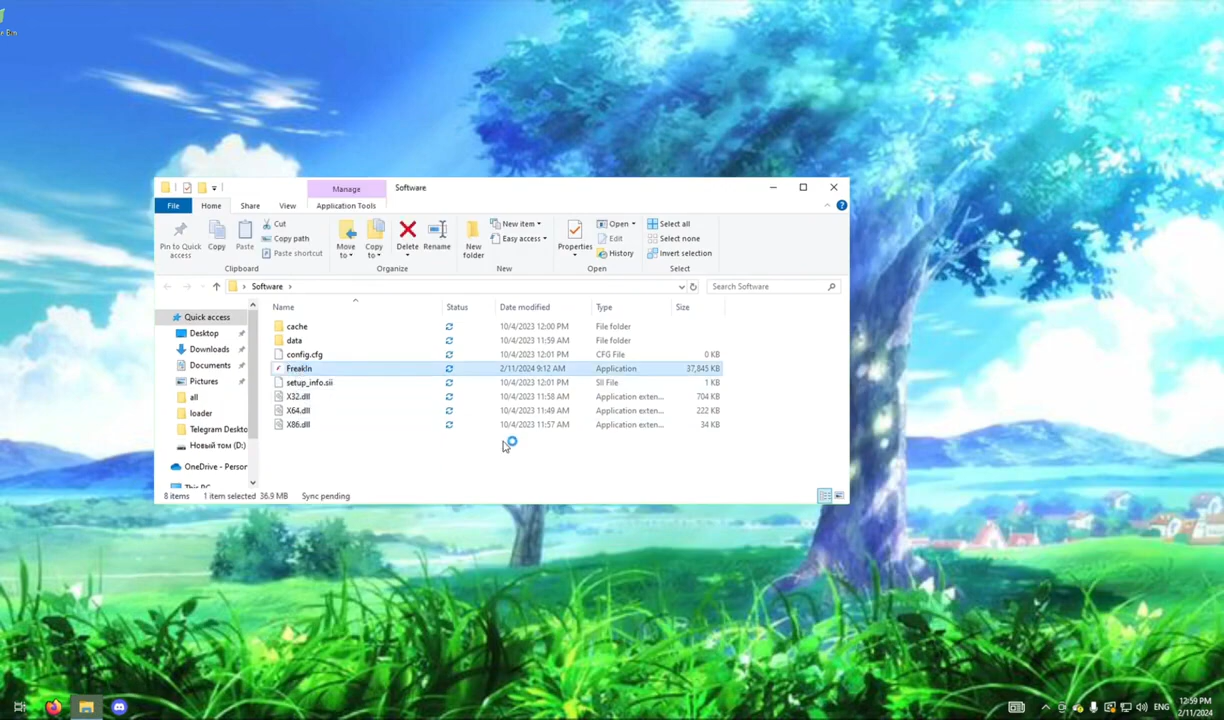 r Bin
Manage
Software
File
Home
Share
View
Application Tools
Pin to Quick access
Copy
Paste
Cut
Copy path
Paste shortcut
Clipboard
Move to
Copy to
Delete
Rename
Organize
New folder
New item
Easy access
New
Properties
Open
Edit
History
Open
Select all
Select none
Invert selection
Select
Software
Search Software
Name Status Date modified Type Size
cache 10/4/2023 12:00 PM File folder
data 10/4/2023 11:59 AM File folder
config.cfg 10/4/2023 12:01 PM CFG File 0 KB
FreakIn 2/11/2024 9:12 AM Application 37,845 KB
setup_info.sii 10/4/2023 12:01 PM SII File 1 KB
X32.dll 10/4/2023 11:58 AM Application exten... 704 KB
X64.dll 10/4/2023 11:49 AM Application exten... 222 KB
X86.dll 10/4/2023 11:57 AM Application exten... 34 KB
Quick access
Desktop
Downloads
Documents
Pictures
all
loader
Telegram Deskto
Новый том (D:)
OneDrive - Person
This PC
8 items 1 item selected 36.9 MB Sync pending
ENG
12:59 PM
2/11/2024